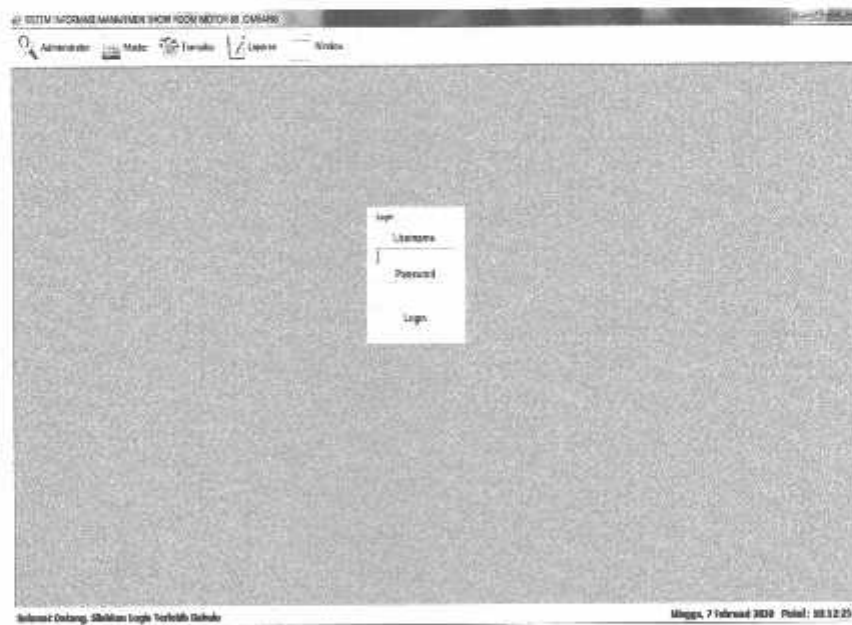 SISTEM INFORMASI MANAJEMEN SHOW ROOM MOTOR
Administrator Master Transaksi Laporan Window
Login
Username
Password
Login
Selamat Datang, Silahkan Login Terlebih Dahulu
Minggu, 7 Februari Pukul :